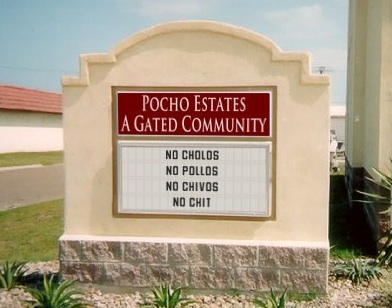 POCHO ESTATES
A GATED COMMUNITY
NO CHOLOS
NO POLLOS
NO CHIVOS
NO CHIT